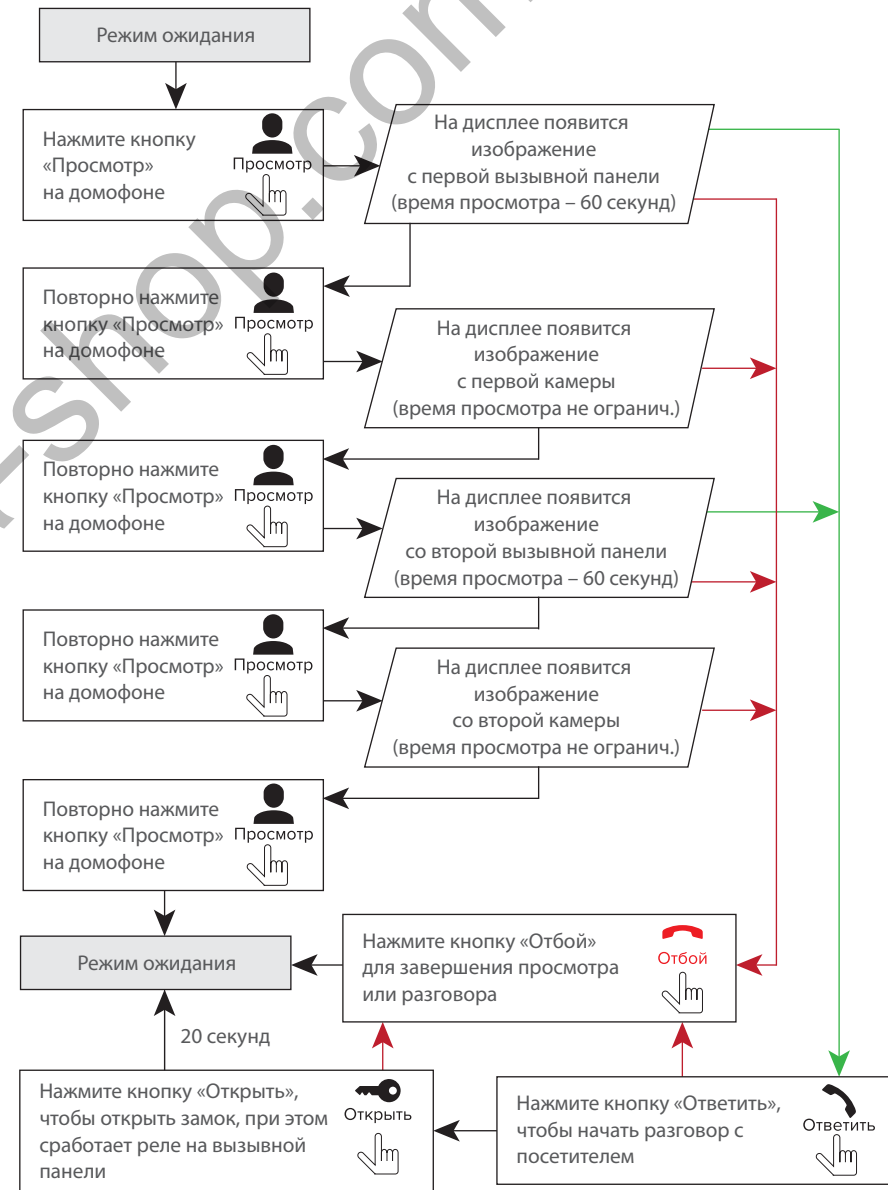 Режим ожидания
Нажмите кнопку
«Просмотр»
на домофоне
Просмотр
На дисплее появится
изображение
с первой вызывной панели
(время просмотра – 60 секунд)
Повторно нажмите
кнопку «Просмотр»
на домофоне
Просмотр
На дисплее появится
изображение
с первой камеры
(время просмотра не огранич.)
Повторно нажмите
кнопку «Просмотр»
на домофоне
Просмотр
На дисплее появится
изображение
со второй вызывной панели
(время просмотра – 60 секунд)
Повторно нажмите
кнопку «Просмотр»
на домофоне
Просмотр
На дисплее появится
изображение
со второй камеры
(время просмотра не огранич.)
Повторно нажмите
кнопку «Просмотр»
на домофоне
Просмотр
Режим ожидания
Нажмите кнопку «Отбой»
для завершения просмотра
или разговора
Отбой
20 секунд
Нажмите кнопку «Открыть»,
чтобы открыть замок, при этом
сработает реле на вызывной
панели
Открыть
Нажмите кнопку «Ответить»,
чтобы начать разговор с
посетителем
Ответить